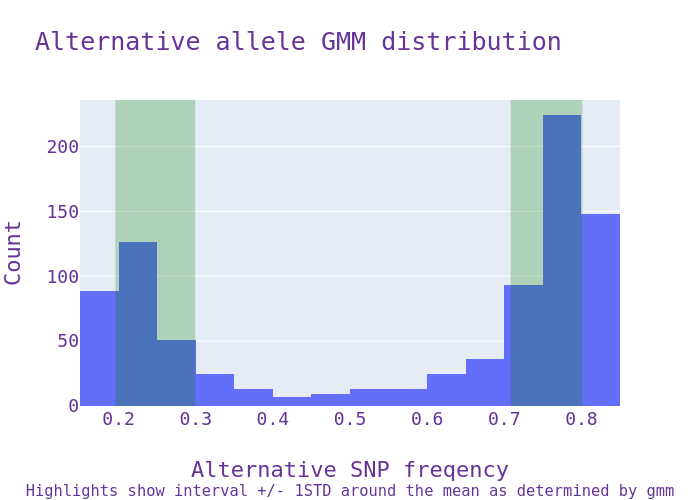 Alternative allele GMM distribution
200
150
100
50
0
Count
0.2 0.3 0.4 0.5 0.6 0.7 0.8
Alternative SNP freqency
Highlights show interval +/- 1STD around the mean as determined by gmm